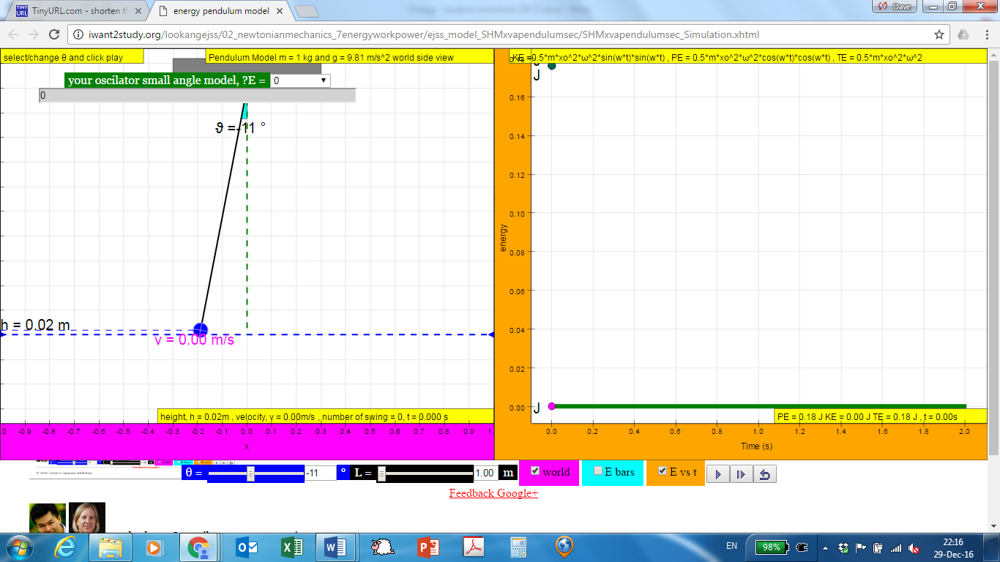 TinyURL.com - shorten th
energy pendulum model
Dave
iwant2study.org/lookangejss/02_newtonianmechanics_7energyworkpower/ejss_model_SHMxvapendulumsec/SHMxvapendulumsec_Simulation.xhtml
select/change θ and click play
Pendulum Model m = 1 kg and g = 9.81 m/s^2 world side view
KE =0.5*m*xo^2*ω^2*sin(w*t)*sin(w*t) , PE = 0.5*m*xo^2*ω^2*cos(w*t)*cos(w*t) , TE = 0.5*m*xo^2*ω^2
your oscilator small angle model, ?E = 0
0
ϑ =-11 °
h = 0.02 m
v = 0.00 m/s
height, h = 0.02m , velocity, v = 0.00m/s , number of swing = 0, t = 0.000 s
-0.9 -0.8 -0.7 -0.6 -0.5 -0.4 -0.3 -0.2 -0.1 0.0 0.1 0.2 0.3 0.4 0.5 0.6 0.7 0.8 0.9 1.
x
J
0.16
0.14
0.12
0.10
energy
0.08
0.06
0.04
0.02
0.00
J
PE = 0.18 J KE = 0.00 J TE = 0.18 J , t = 0.00s
0.0 0.2 0.4 0.6 0.8 1.0 1.2 1.4 1.6 1.8 2.0
Time (s)
θ = -11 º L = 1.00 m world E bars E vs t
Feedback Google+
EN 98% 22:16
29-Dec-16